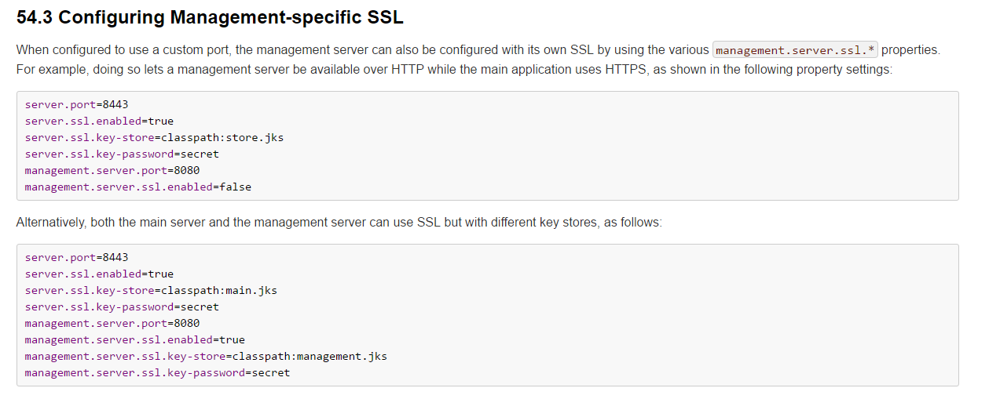 54.3 Configuring Management-specific SSL
When configured to use a custom port, the management server can also be configured with its own SSL by using the various management.server.ssl.* properties.
For example, doing so lets a management server be available over HTTP while the main application uses HTTPS, as shown in the following property settings:
server.port=8443
server.ssl.enabled=true
server.ssl.key-store=classpath:store.jks
server.ssl.key-password=secret
management.server.port=8080
management.server.ssl.enabled=false
Alternatively, both the main server and the management server can use SSL but with different key stores, as follows:
server.port=8443
server.ssl.enabled=true
server.ssl.key-store=classpath:main.jks
server.ssl.key-password=secret
management.server.port=8080
management.server.ssl.enabled=true
management.server.ssl.key-store=classpath:management.jks
management.server.ssl.key-password=secret